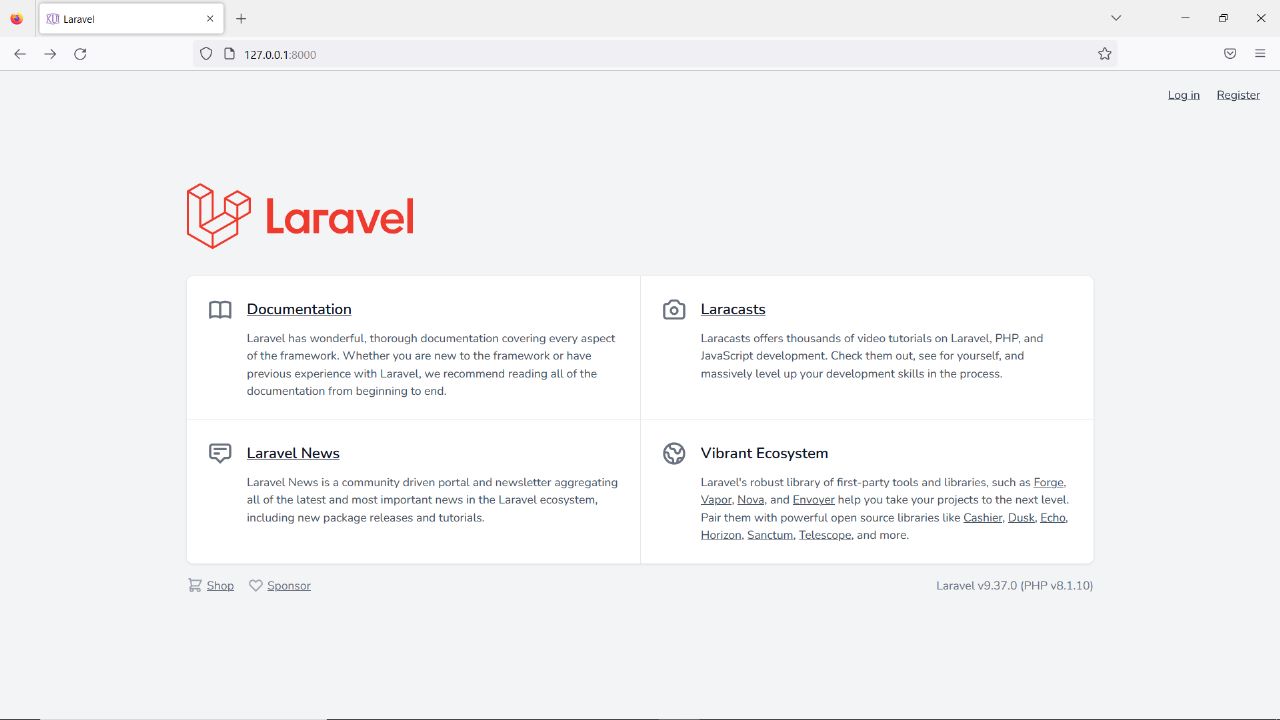 Laravel
127.0.0.1:8000
Log in Register
Laravel
Documentation
Laravel has wonderful, thorough documentation covering every aspect
of the framework. Whether you are new to the framework or have
previous experience with Laravel, we recommend reading all of the
documentation from beginning to end.
Laracasts
Laracasts offers thousands of video tutorials on Laravel, PHP, and
JavaScript development. Check them out, see for yourself, and
massively level up your development skills in the process.
Laravel News
Laravel News is a community driven portal and newsletter aggregating
all of the latest and most important news in the Laravel ecosystem,
including new package releases and tutorials.
Vibrant Ecosystem
Laravel's robust library of first-party tools and libraries, such as Forge,
Vapor, Nova, and Envoyer help you take your projects to the next level.
Pair them with powerful open source libraries like Cashier, Dusk, Echo,
Horizon, Sanctum, Telescope, and more.
Shop Sponsor
Laravel v9.37.0 (PHP v8.1.10)